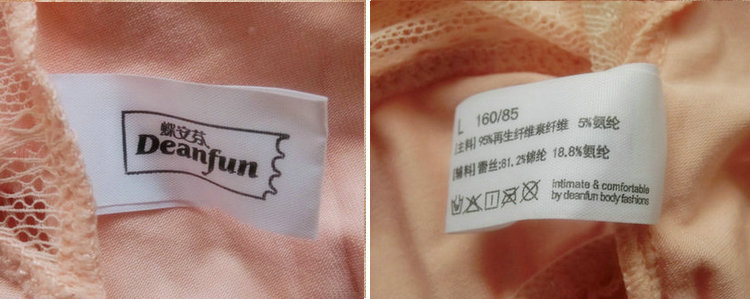 蝶安芬
Deanfun
L 160/85
[主料] 95%再生纤维素纤维 5%氨纶
[辅料] 蕾丝:81.2%锦纶 18.8%氨纶
Intimate & comfortable
by deanfun body fashions